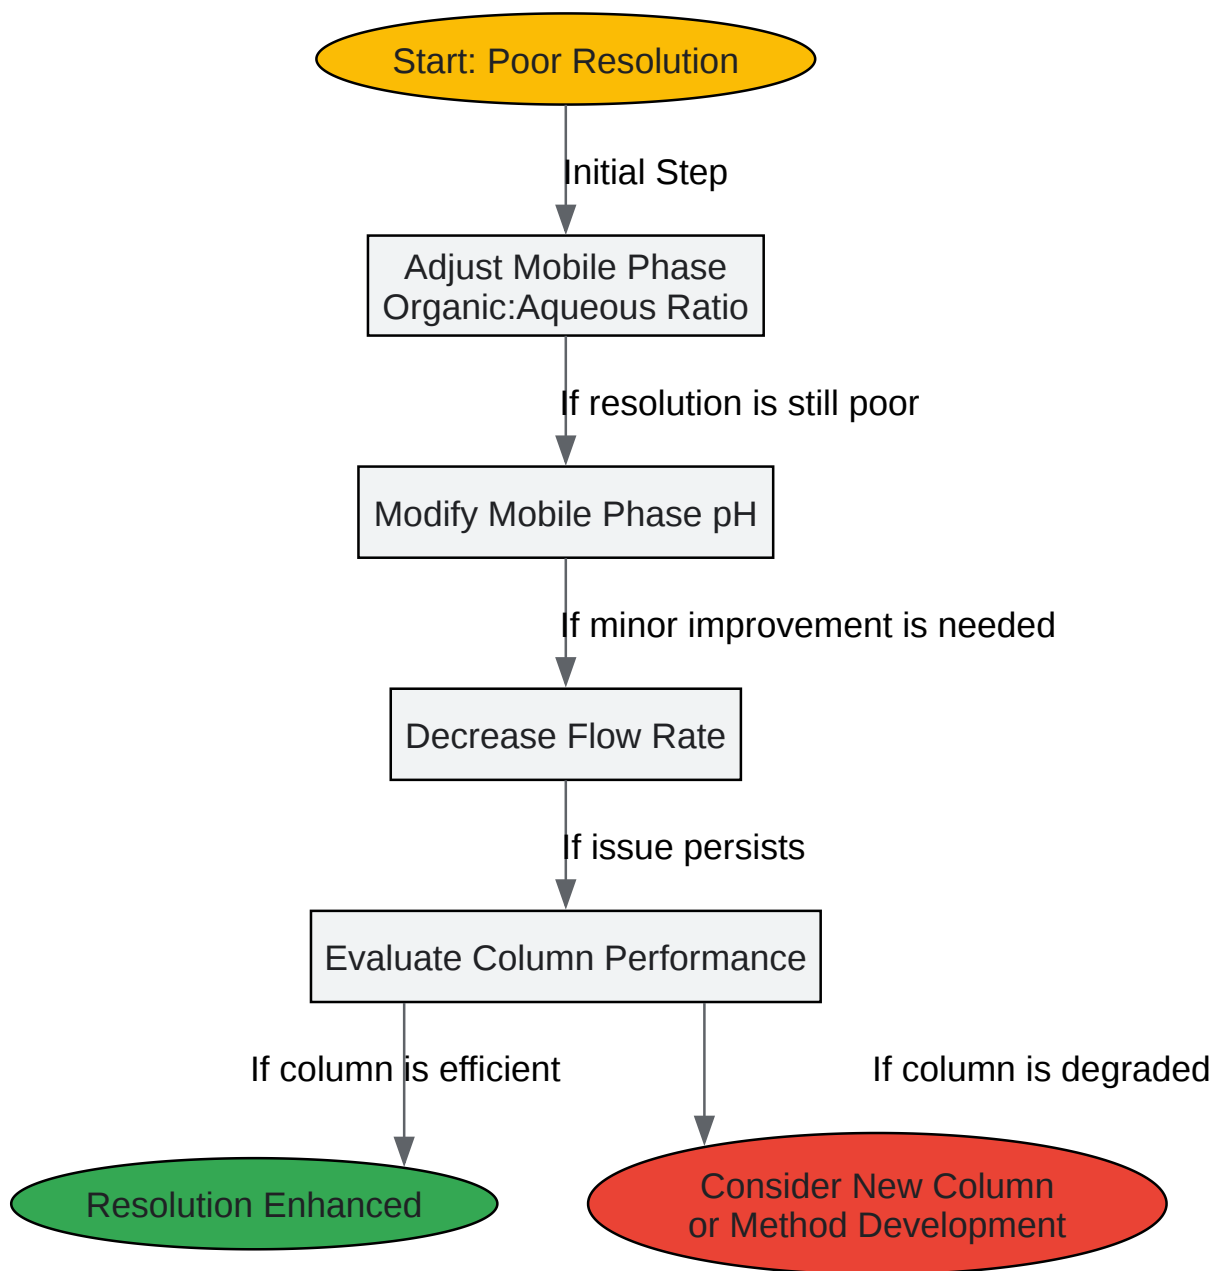 Start: Poor Resolution
Initial Step
Adjust Mobile Phase
Organic:Aqueous Ratio
If resolution is still poor
Modify Mobile Phase pH
If minor improvement is needed
Decrease Flow Rate
If issue persists
Evaluate Column Performance
If column is efficient
If column is degraded
Resolution Enhanced
Consider New Column
or Method Development